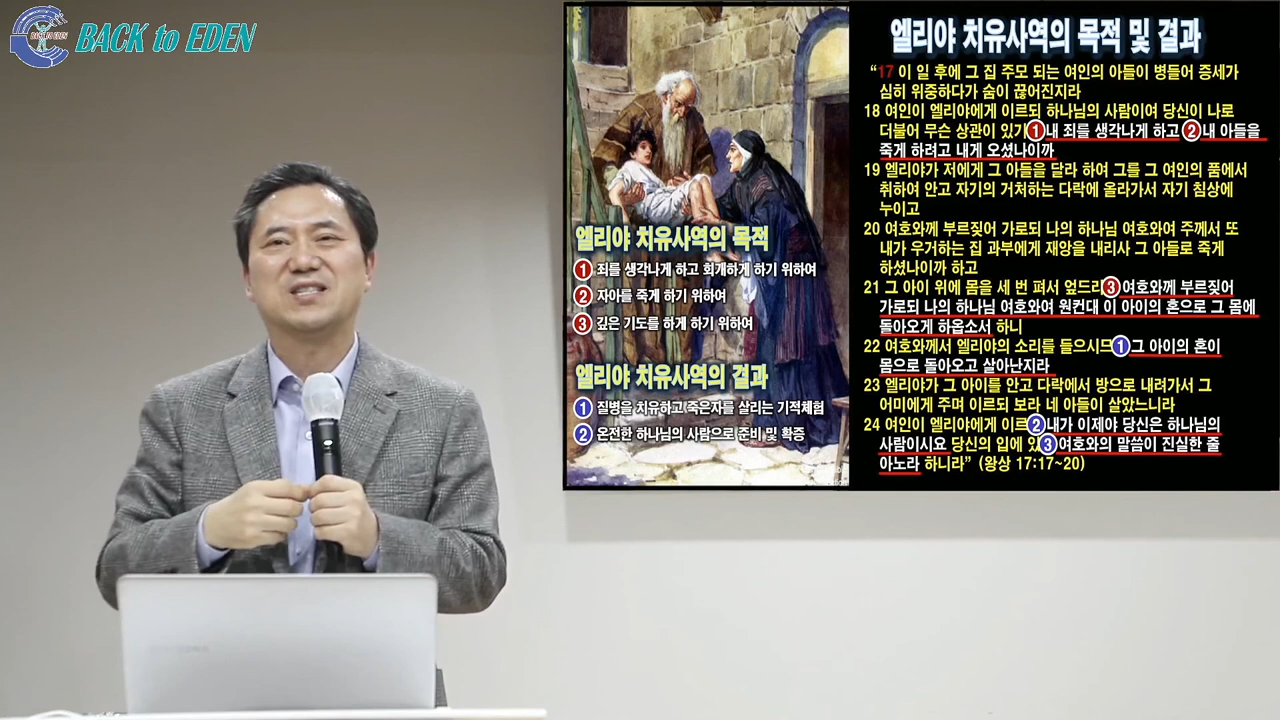 BACK TO EDEN
BACK to EDEN
엘리야 치유사역의 목적
1 죄를 생각나게 하고 회개하게 하기 위하여
2 자아를 죽게 하기 위하여
3 깊은 기도를 하게 하기 위하여
엘리야 치유사역의 결과
1 질병을 치유하고 죽은자를 살리는 기적체험
2 온전한 하나님의 사람으로 준비 및 확증
엘리야 치유사역의 목적 및 결과
“17 이 일 후에 그 집 주모 되는 여인의 아들이 병들어 증세가
심히 위중하다가 숨이 끊어진지라
18 여인이 엘리야에게 이르되 하나님의 사람이여 당신이 나로
더불어 무슨 상관이 있기 1 내 죄를 생각나게 하고 2 내 아들을
죽게 하려고 내게 오셨나이까
19 엘리야가 저에게 그 아들을 달라 하여 그를 그 여인의 품에서
취하여 안고 자기의 거처하는 다락에 올라가서 자기 침상에
누이고
20 여호와께 부르짖어 가로되 나의 하나님 여호와여 주께서 또
내가 우거하는 집 과부에게 재앙을 내리사 그 아들로 죽게
하셨나이까 하고
21 그 아이 위에 몸을 세 번 펴서 엎드리 3 여호와께 부르짖어
가로되 나의 하나님 여호와여 원컨대 이 아이의 혼으로 그 몸에
돌아오게 하옵소서 하니
22 여호와께서 엘리야의 소리를 들으시므 1 그 아이의 혼이
몸으로 돌아오고 살아난지라
23 엘리야가 그 아이를 안고 다락에서 방으로 내려가서 그
어미에게 주며 이르되 보라 네 아들이 살았느니라
24 여인이 엘리야에게 이르 2 내가 이제야 당신은 하나님의
사람이시요 당신의 입에 있 3 여호와의 말씀이 진실한 줄
아노라 하니라” (왕상 17:17~20)